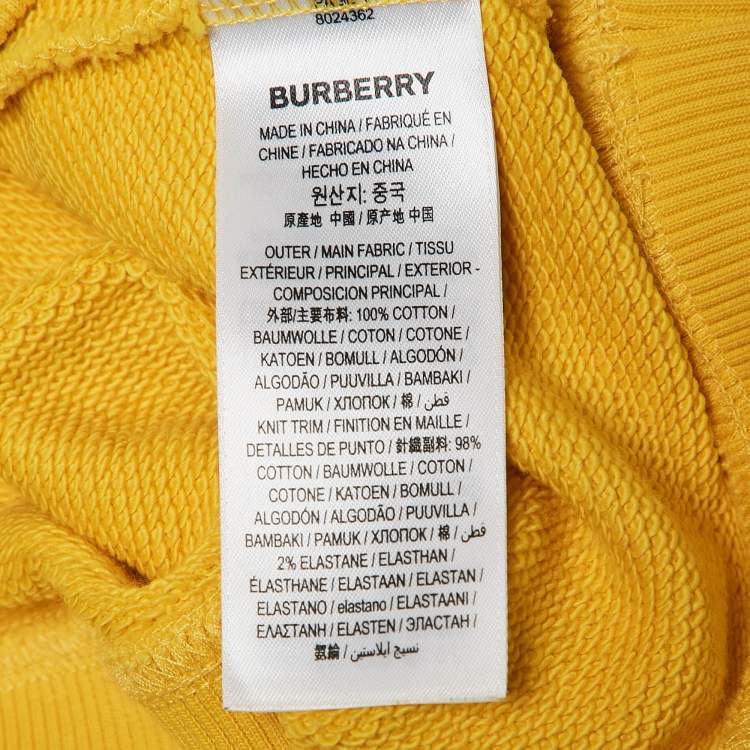 8024362
BURBERRY
MADE IN CHINA / FABRIQUÉ EN
CHINE / FABRICADO NA CHINA /
HECHO EN CHINA
원산지: 중국
原產地 中國 / 原产地 中国
OUTER / MAIN FABRIC / TISSU
EXTÉRIEUR / PRINCIPAL / EXTERIOR -
COMPOSICION PRINCIPAL /
外部/主要布料: 100% COTTON /
BAUMWOLLE / COTON / COTONE /
KATOEN / BOMULL / ALGODÓN /
ALGODÃO / PUUVILLA / BAMBAKI /
PAMUK / ХЛОПОК / 棉 / قطن /
KNIT TRIM / FINITION EN MAILLE /
DETALLES DE PUNTO / 針織副料: 98%
COTTON / BAUMWOLLE / COTON /
COTONE / KATOEN / BOMULL /
ALGODÓN / ALGODÃO / PUUVILLA /
BAMBAKI / PAMUK / ХЛОПОК / 棉 / قطن /
2% ELASTANE / ELASTHAN /
ÉLASTHANE / ELASTAAN / ELASTAN /
ELASTANO / elastano / ELASTAANI /
ΕΛΑΣΤΑΝΗ / ELASTEN / ЭЛАСТАН /
氨綸 / نسيج ايلاستين